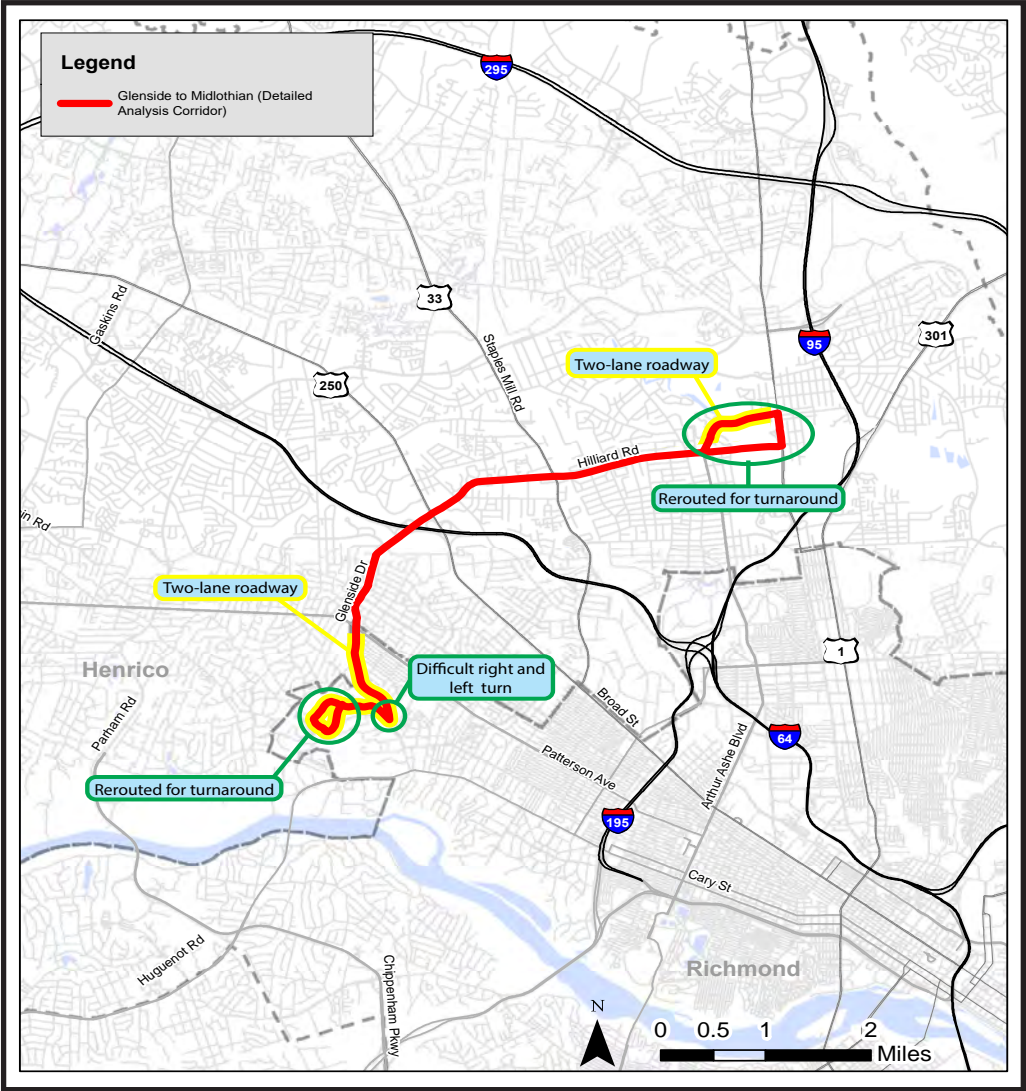 Legend
Glenside to Midlothian (Detailed
Analysis Corridor)
295
Gaskins Rd
33
250
Staples Mill Rd
95
301
Two-lane roadway
Hilliard Rd
Rerouted for turnaround
in Rd
Glenside Dr
Two-lane roadway
Henrico
Difficult right and
left turn
1
Parham Rd
Broad St
Patterson Ave
Arthur Ashe Blvd
64
Rerouted for turnaround
195
Cary St
Huguenot Rd
Chippenham Pkwy
Richmond
N
0 0.5 1 2
Miles